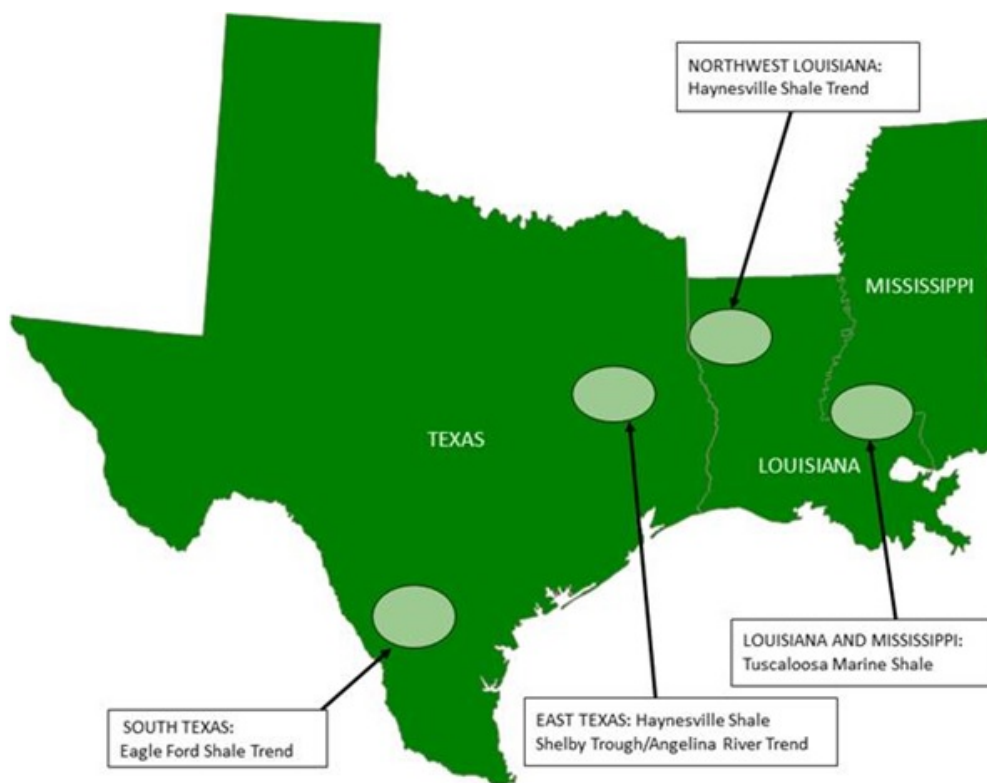 NORTHWEST LOUISIANA:
Haynesville Shale Trend
MISSISSIPPI
TEXAS
LOUISIANA
LOUISIANA AND MISSISSIPPI:
Tuscaloosa Marine Shale
SOUTH TEXAS:
Eagle Ford Shale Trend
EAST TEXAS: Haynesville Shale
Shelby Trough/Angelina River Trend